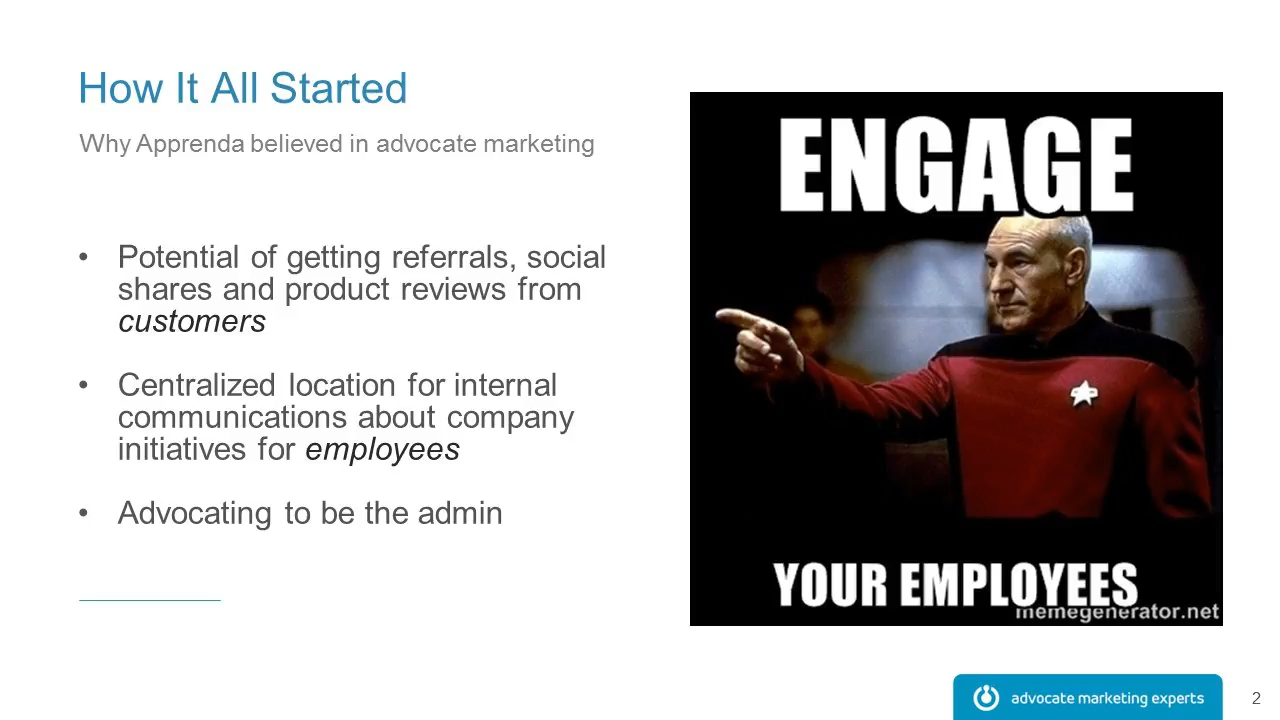 How It All Started
Why Apprenda believed in advocate marketing
• Potential of getting referrals, social
shares and product reviews from
customers
• Centralized location for internal
communications about company
initiatives for employees
• Advocating to be the admin
ENGAGE
YOUR EMPLOYEES
memegenerator.net
advocate marketing experts
2